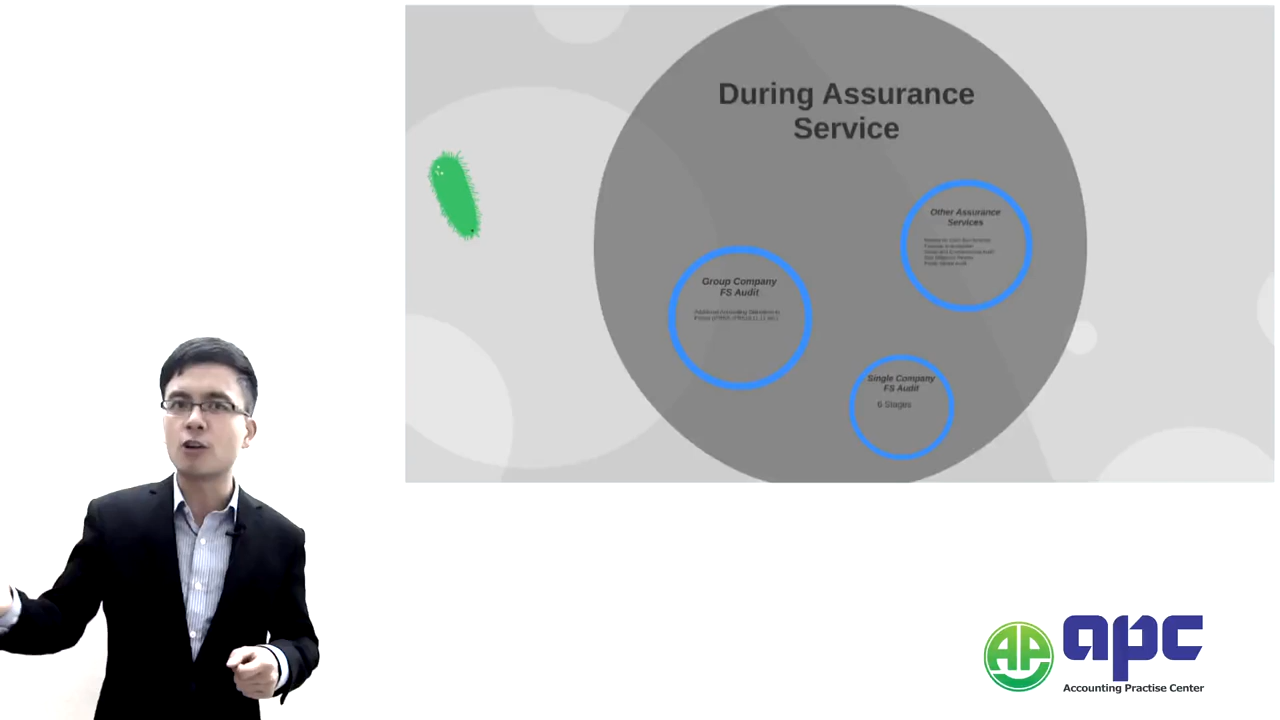 During Assurance
Service
Other Assurance
Services
Group Company
FS Audit
Single Company
FS Audit
6 Stages
AP
apc
Accounting Practise Center